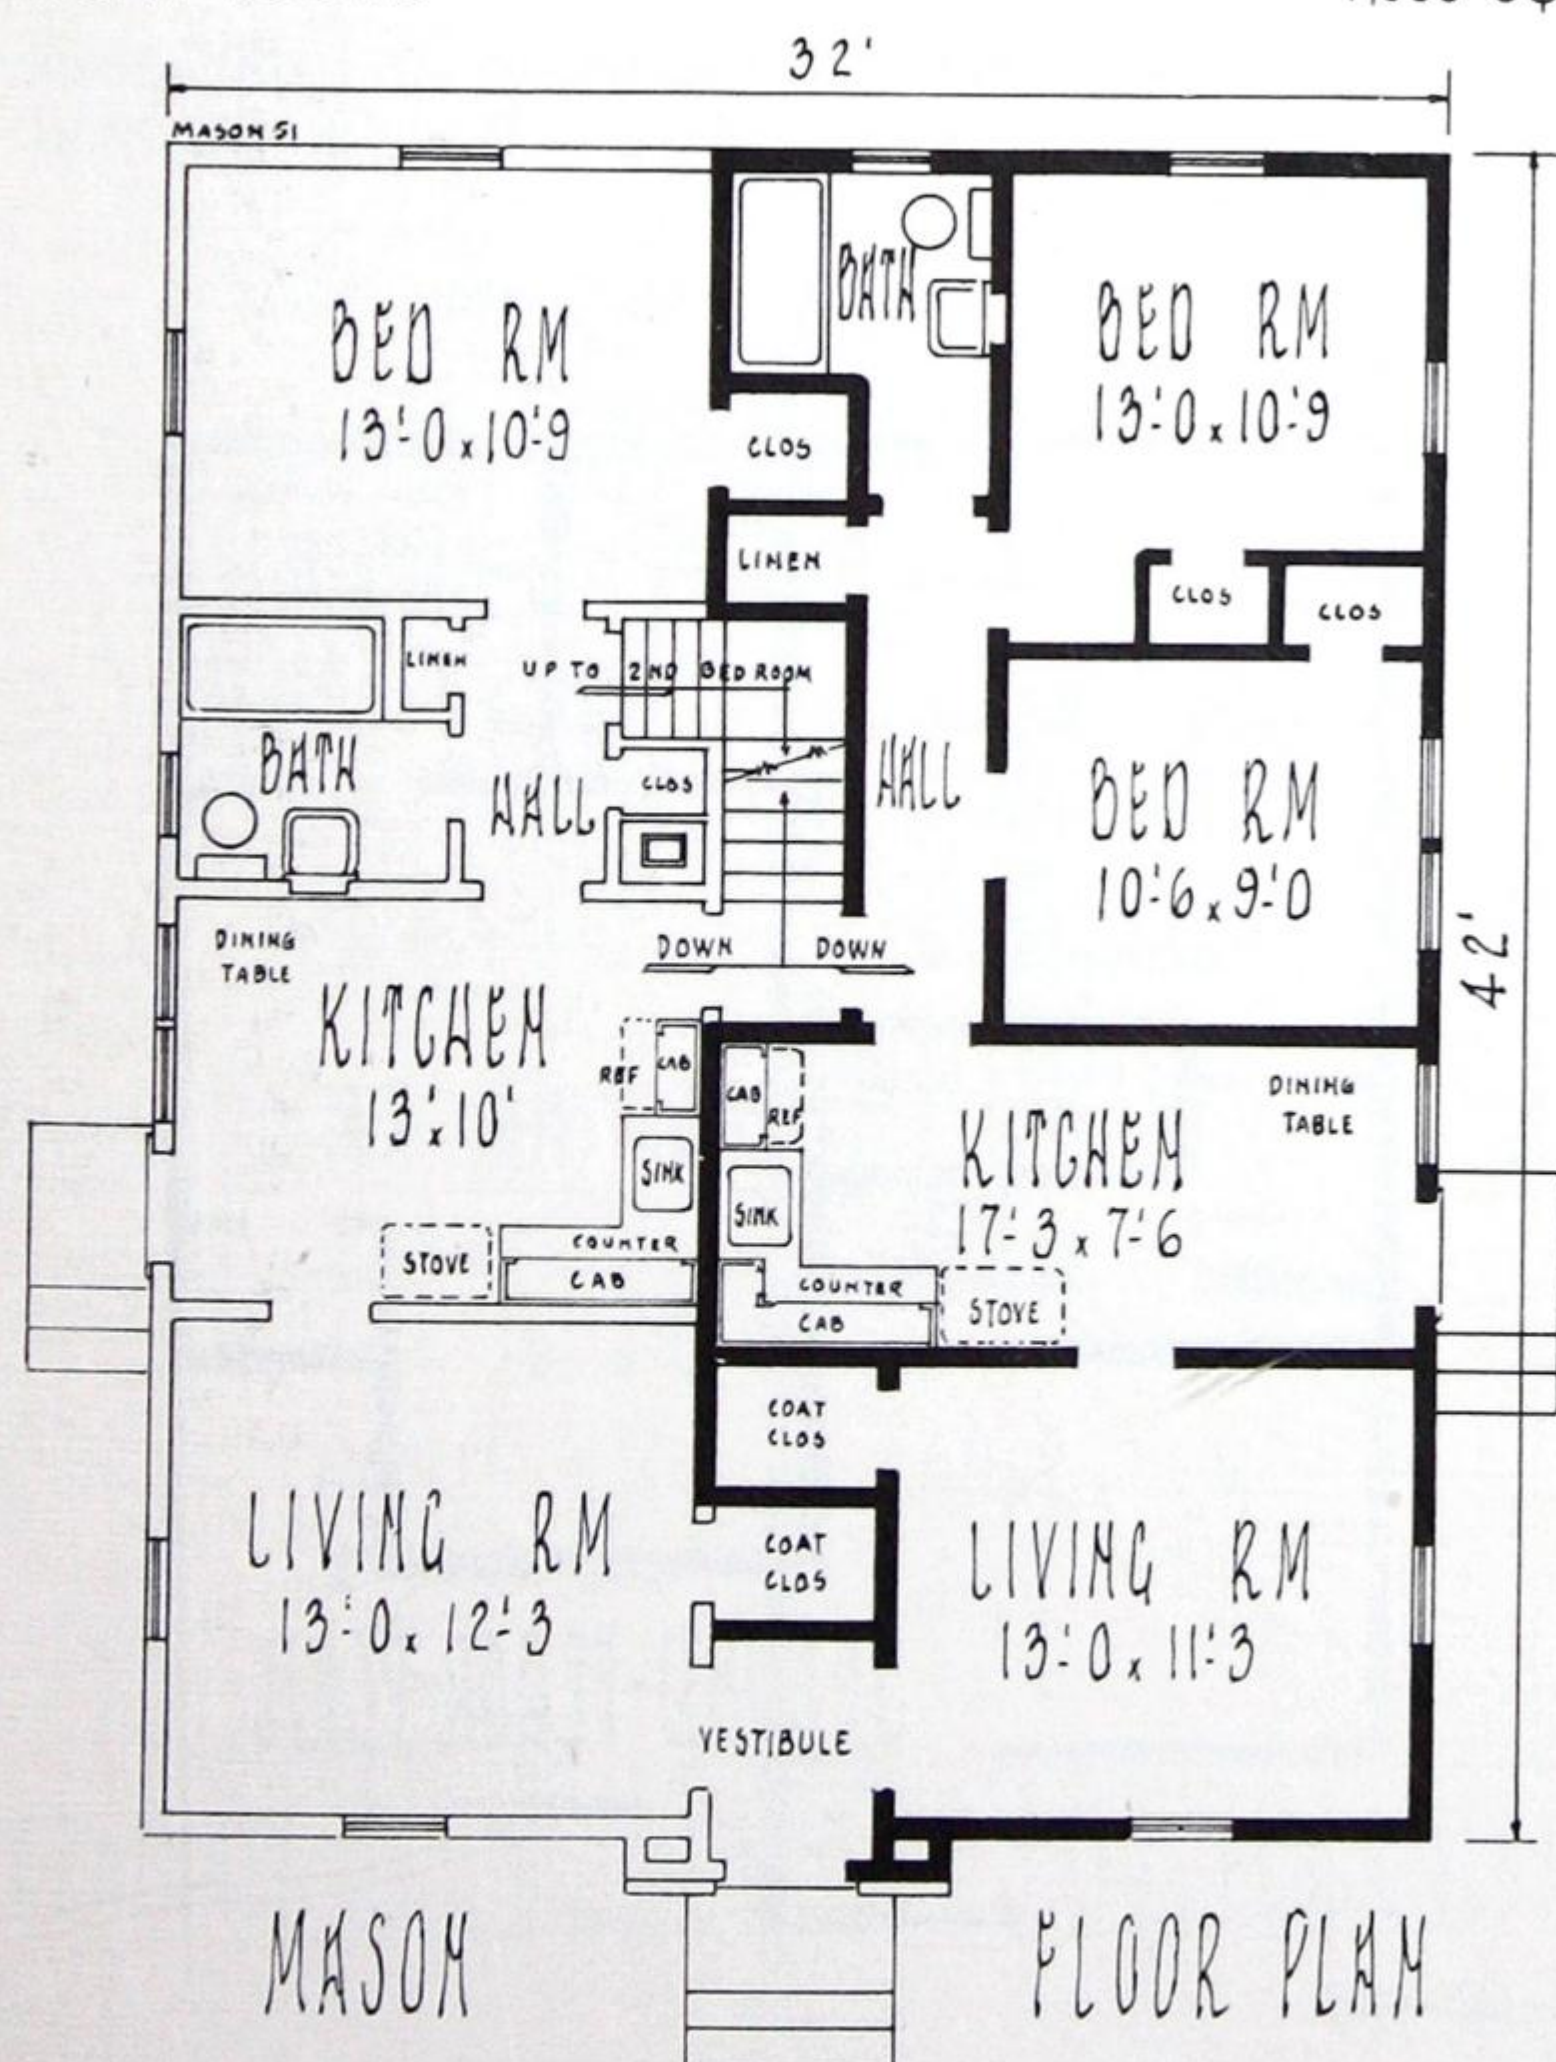 32'
MASON 51
BED RM
13'-0 x 10'-9
BATH
BED RM
13'-0 x 10'-9
CLOS
LINEN
CLOS
CLOS
LINEN
UP TO 2ND BEDROOM
BATH
HALL
CLOS
HALL
BED RM
10'-6 x 9'-0
42'
DINING
TABLE
DOWN
DOWN
KITCHEN
13' x 10'
REF
CAB
CAB
REF
DINING
TABLE
KITCHEN
17'-3 x 7'-6
SINK
SINK
STOVE
COUNTER
CAB
COUNTER
CAB
STOVE
COAT
CLOS
LIVING RM
13'-0 x 12'-3
COAT
CLOS
LIVING RM
13'-0 x 11'-3
VESTIBULE
MASON
FLOOR PLAN